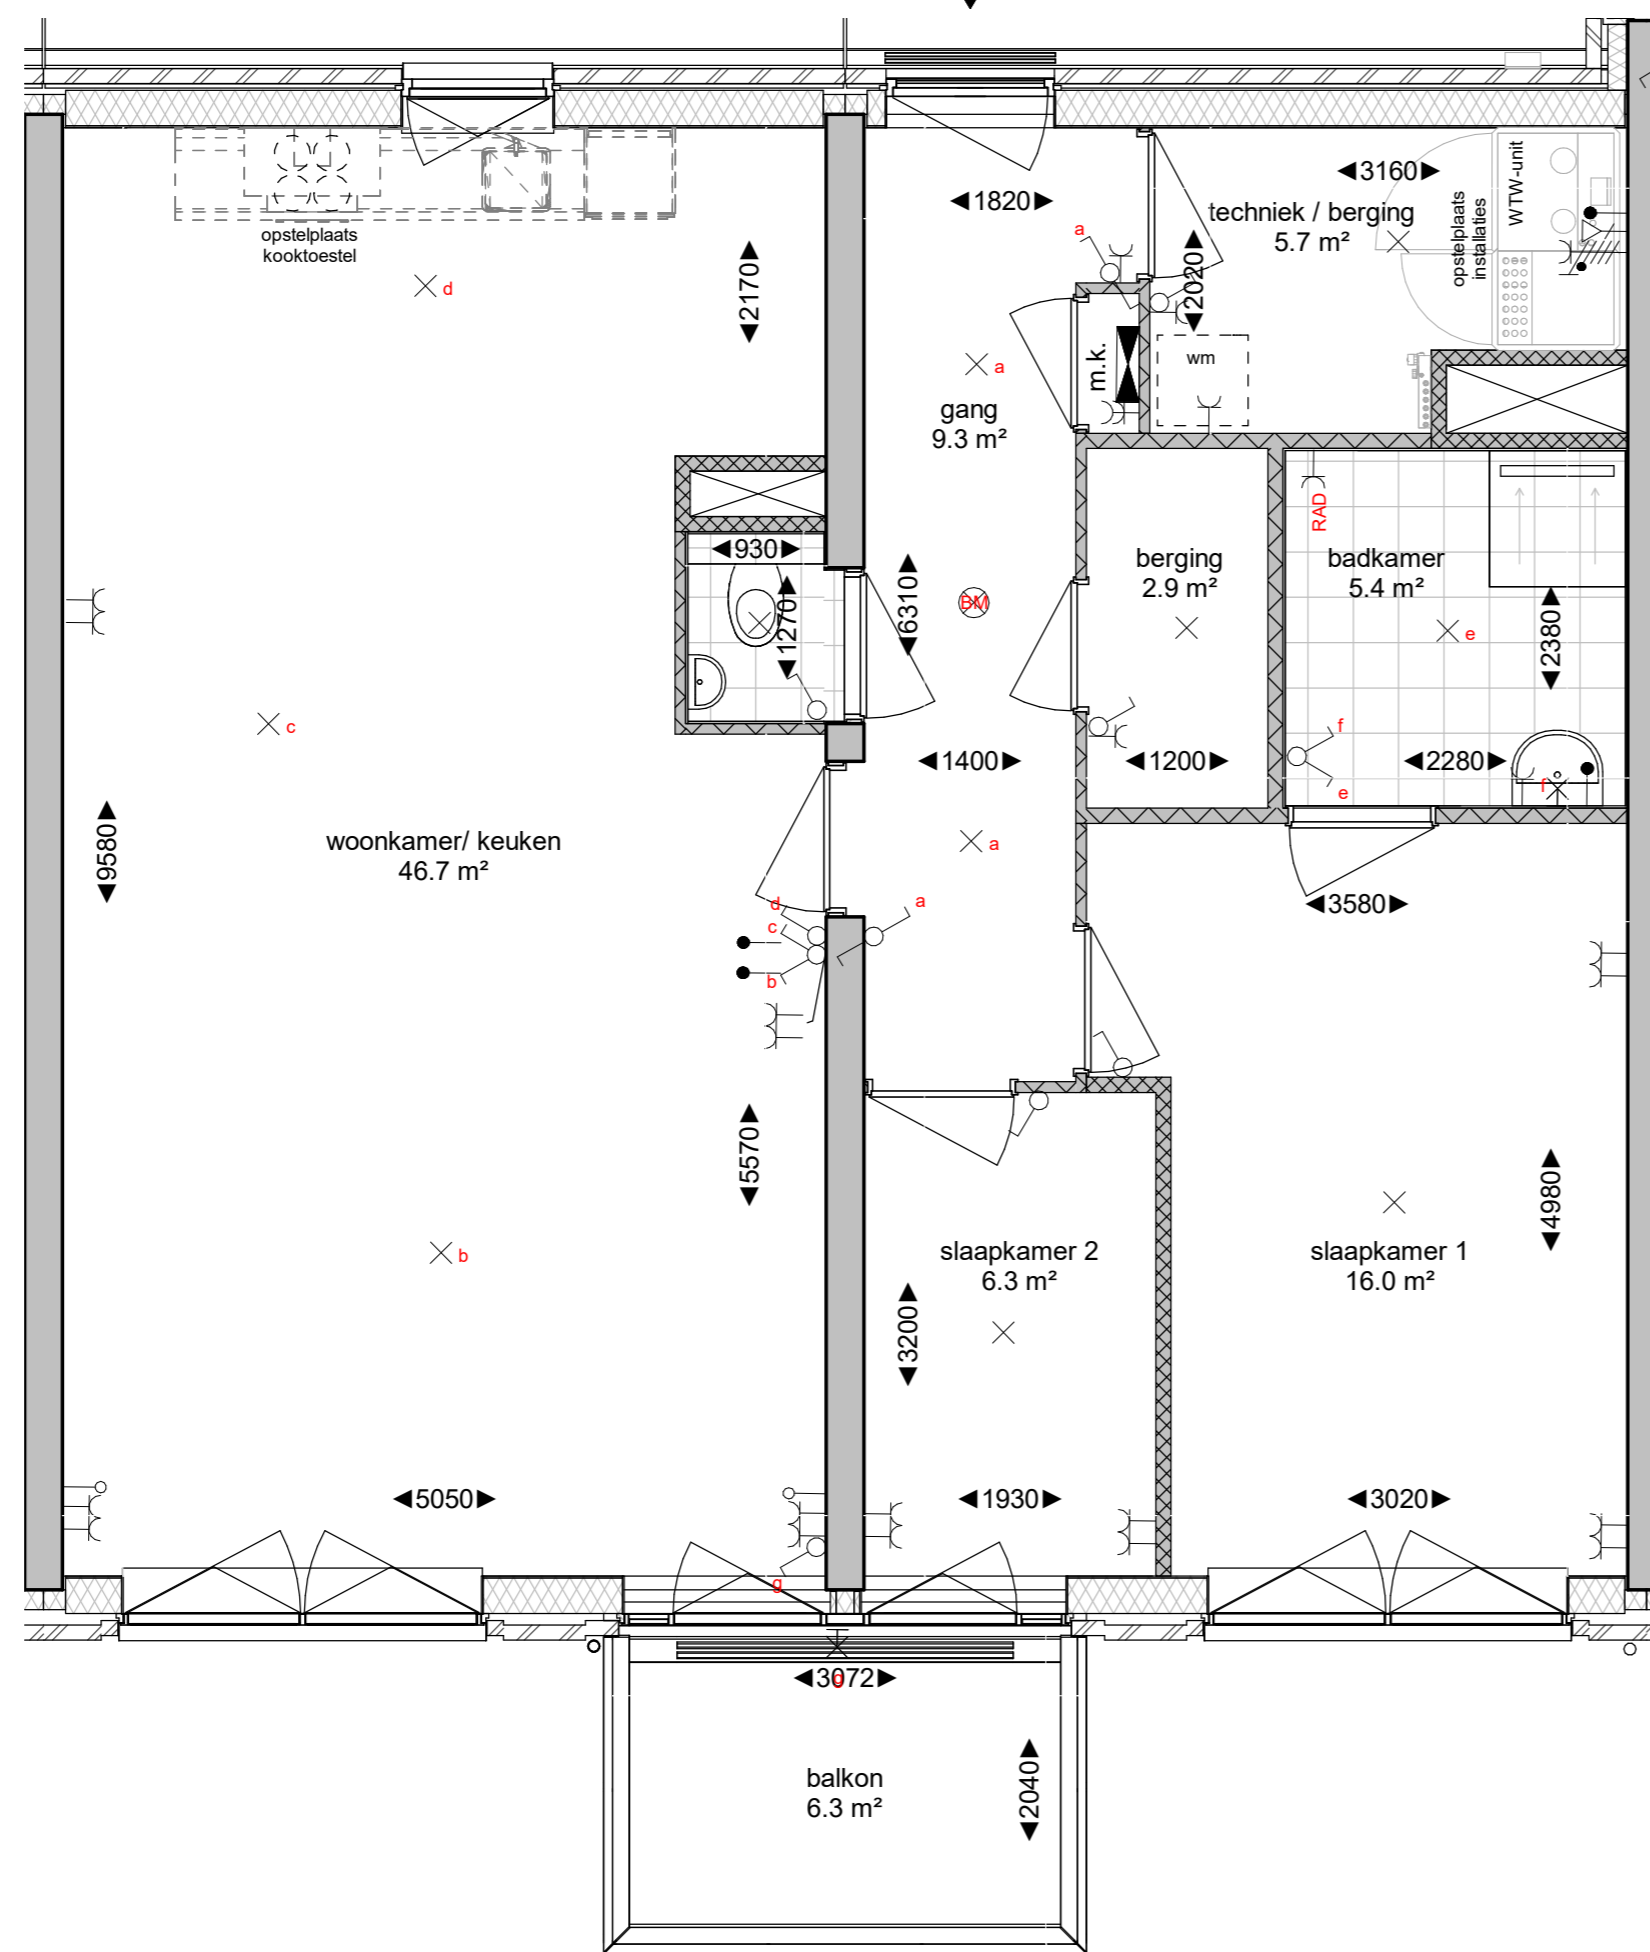 opstelplaats
kooktoestel
d
2170
1820
a
a
gang
9.3 m²
m.k.
3160
techniek / berging
5.7 m²
2020
wm
opstelplaats
installaties
WTW-unit
930
1270
6310
BM
berging
2.9 m²
1200
RAD
badkamer
5.4 m²
e
2380
f
e
2280
f
c
1400
a
9580
woonkamer/ keuken
46.7 m²
d
c
b
a
3580
5570
b
slaapkamer 2
6.3 m²
3200
slaapkamer 1
16.0 m²
4980
5050
1930
3020
g
3072
g
balkon
6.3 m²
2040